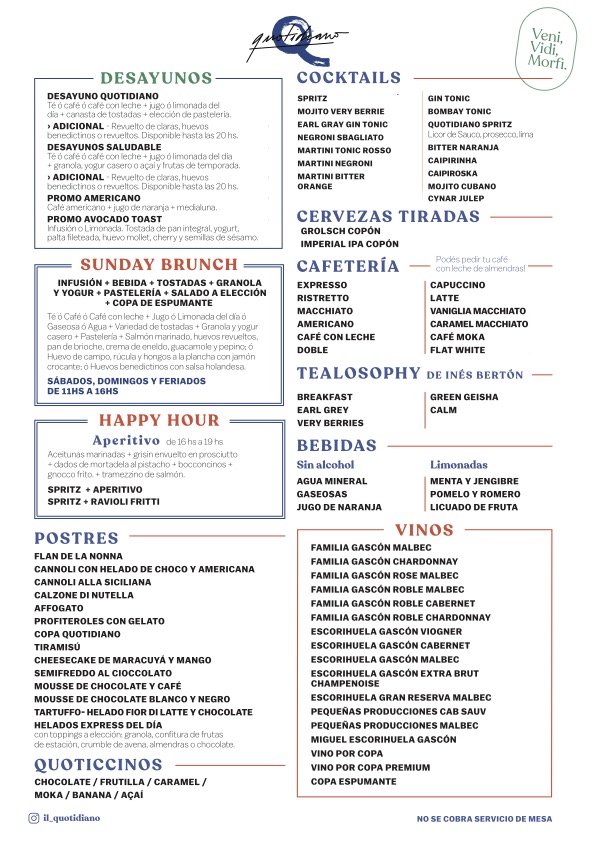 Q
quotidiano
Veni,
Vidi,
Morfi.
DESAYUNOS
DESAYUNO QUOTIDIANO
Té ó café ó café con leche + jugo ó limonada del
día + canasta de tostadas + elección de pastelería.
› ADICIONAL - Revuelto de claras, huevos
benedictinos o revueltos. Disponible hasta las 20 hs.
DESAYUNOS SALUDABLE
Té ó café ó café con leche + jugo ó limonada del día
+ granola, yogur casero o açaí y frutas de temporada.
› ADICIONAL - Revuelto de claras, huevos
benedictinos o revueltos. Disponible hasta las 20 hs.
PROMO AMERICANO
Café americano + jugo de naranja + medialuna.
PROMO AVOCADO TOAST
Infusión o Limonada. Tostada de pan integral, yogurt,
palta fileteada, huevo mollet, cherry y semillas de sésamo.
SUNDAY BRUNCH
INFUSIÓN + BEBIDA + TOSTADAS + GRANOLA
Y YOGUR + PASTELERÍA + SALADO A ELECCIÓN
+ COPA DE ESPUMANTE
Té ó Café ó Café con leche + Jugo ó Limonada del día ó
Gaseosa ó Agua + Variedad de tostadas + Granola y yogur
casero + Pastelería + Salmón marinado, huevos revueltos,
pan de brioche, crema de eneldo, guacamole y pepino; ó
Huevo de campo, rúcula y hongos a la plancha con jamón
crocante; ó Huevos benedictinos con salsa holandesa.
SÁBADOS, DOMINGOS Y FERIADOS
DE 11HS A 16HS
HAPPY HOUR
Aperitivo de 16 hs a 19 hs
Aceitunas marinadas + grisin envuelto en prosciutto
+ dados de mortadela al pistacho + bocconcinos +
gnocco frito. + tramezzino de salmón.
SPRITZ + APERITIVO
SPRITZ + RAVIOLI FRITTI
POSTRES
FLAN DE LA NONNA
CANNOLI CON HELADO DE CHOCO Y AMERICANA
CANNOLI ALLA SICILIANA
CALZONE DI NUTELLA
AFFOGATO
PROFITEROLES CON GELATO
COPA QUOTIDIANO
TIRAMISÚ
CHEESECAKE DE MARACUYÁ Y MANGO
SEMIFREDDO AL CIOCCOLATO
MOUSSE DE CHOCOLATE Y CAFÉ
MOUSSE DE CHOCOLATE BLANCO Y NEGRO
TARTUFFO- HELADO FIOR DI LATTE Y CHOCOLATE
HELADOS EXPRESS DEL DÍA
con toppings a elección: granola, confitura de frutas
de estación, crumble de avena, almendras o chocolate.
QUOTICCINOS
CHOCOLATE / FRUTILLA / CARAMEL /
MOKA / BANANA / AÇAÍ
il_quotidiano
COCKTAILS
SPRITZ
MOJITO VERY BERRIE
EARL GRAY GIN TONIC
NEGRONI SBAGLIATO
MARTINI TONIC ROSSO
MARTINI NEGRONI
MARTINI BITTER
ORANGE
GIN TONIC
BOMBAY TONIC
QUOTIDIANO SPRITZ
Licor de Sauco, prosecco, lima
BITTER NARANJA
CAIPIRINHA
CAIPIROSKA
MOJITO CUBANO
CYNAR JULEP
CERVEZAS TIRADAS
GROLSCH COPÓN
IMPERIAL IPA COPÓN
CAFETERÍA
Podés pedir tu café
con leche de almendras!
EXPRESSO
RISTRETTO
MACCHIATO
AMERICANO
CAFÉ CON LECHE
DOBLE
CAPUCCINO
LATTE
VANIGLIA MACCHIATO
CARAMEL MACCHIATO
CAFÉ MOKA
FLAT WHITE
TEALOSOPHY DE INÉS BERTÓN
BREAKFAST
EARL GREY
VERY BERRIES
GREEN GEISHA
CALM
BEBIDAS
Sin alcohol
AGUA MINERAL
GASEOSAS
JUGO DE NARANJA
Limonadas
MENTA Y JENGIBRE
POMELO Y ROMERO
LICUADO DE FRUTA
VINOS
FAMILIA GASCÓN MALBEC
FAMILIA GASCÓN CHARDONNAY
FAMILIA GASCÓN ROSE MALBEC
FAMILIA GASCÓN ROBLE MALBEC
FAMILIA GASCÓN ROBLE CABERNET
FAMILIA GASCÓN ROBLE CHARDONNAY
ESCORIHUELA GASCÓN VIOGNER
ESCORIHUELA GASCÓN CABERNET
ESCORIHUELA GASCÓN MALBEC
ESCORIHUELA GASCÓN EXTRA BRUT
CHAMPENOISE
ESCORIHUELA GRAN RESERVA MALBEC
PEQUEÑAS PRODUCCIONES CAB SAUV
PEQUEÑAS PRODUCCIONES MALBEC
MIGUEL ESCORIHUELA GASCÓN
VINO POR COPA
VINO POR COPA PREMIUM
COPA ESPUMANTE
NO SE COBRA SERVICIO DE MESA